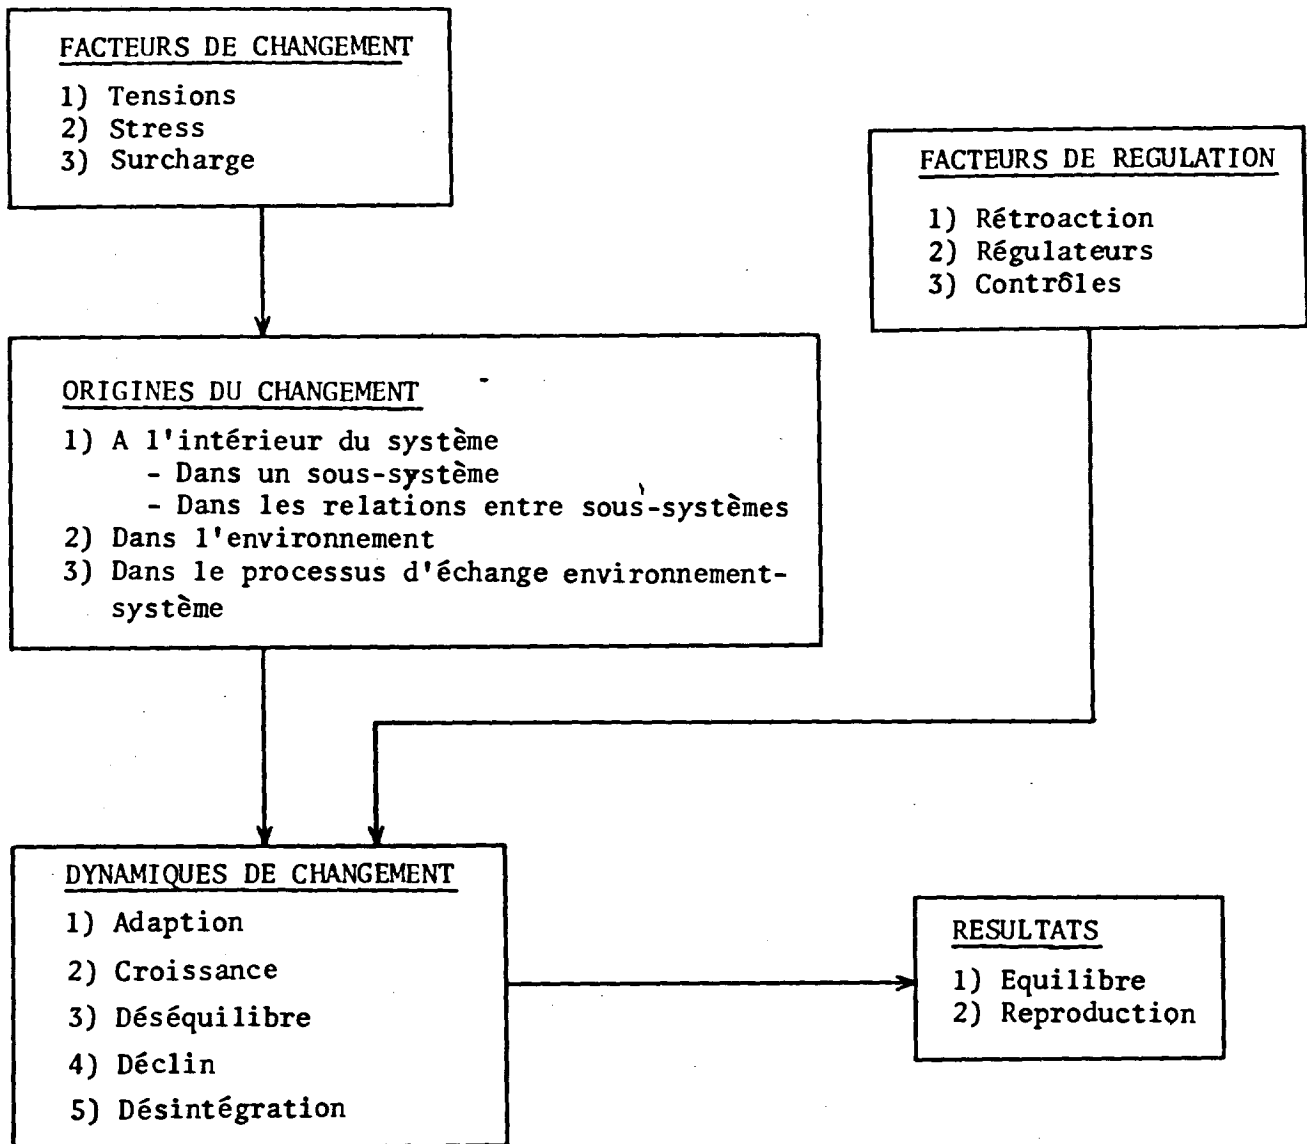 FACTEURS DE CHANGEMENT
1) Tensions
2) Stress
3) Surcharge
FACTEURS DE REGULATION
1) Rétroaction
2) Régulateurs
3) Contrôles
ORIGINES DU CHANGEMENT
1) A l'intérieur du système
- Dans un sous-système
- Dans les relations entre sous-systèmes
2) Dans l'environnement
3) Dans le processus d'échange environnement-
système
DYNAMIQUES DE CHANGEMENT
1) Adaption
2) Croissance
3) Déséquilibre
4) Déclin
5) Désintégration
RESULTATS
1) Equilibre
2) Reproduction